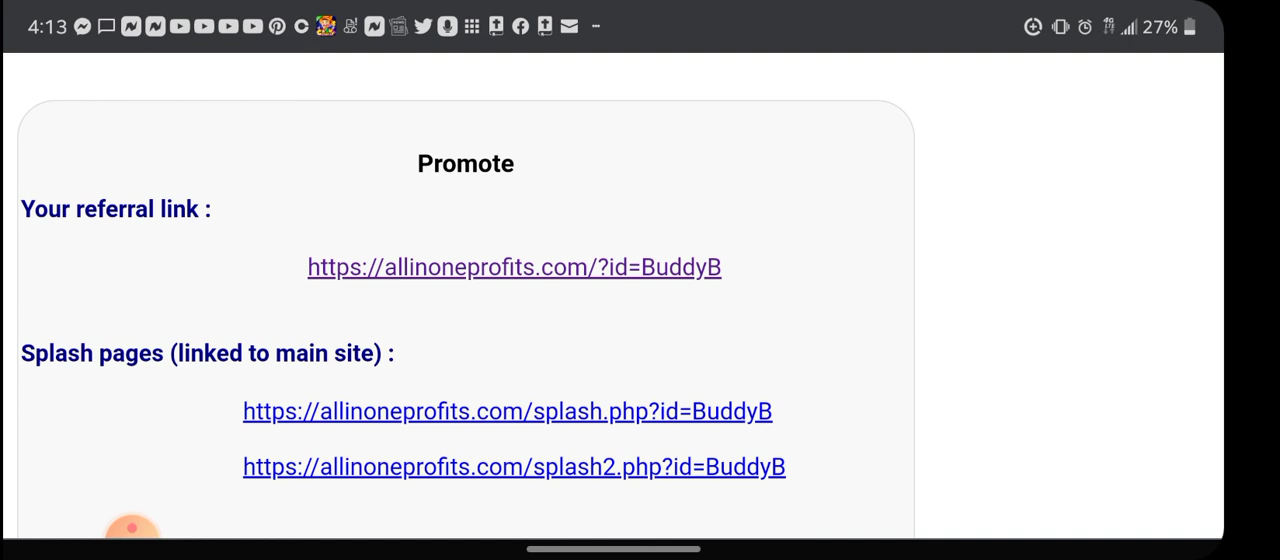 4:13
27%
Promote
Your referral link :
https://allinoneprofits.com/?id=BuddyB
Splash pages (linked to main site) :
https://allinoneprofits.com/splash.php?id=BuddyB
https://allinoneprofits.com/splash2.php?id=BuddyB